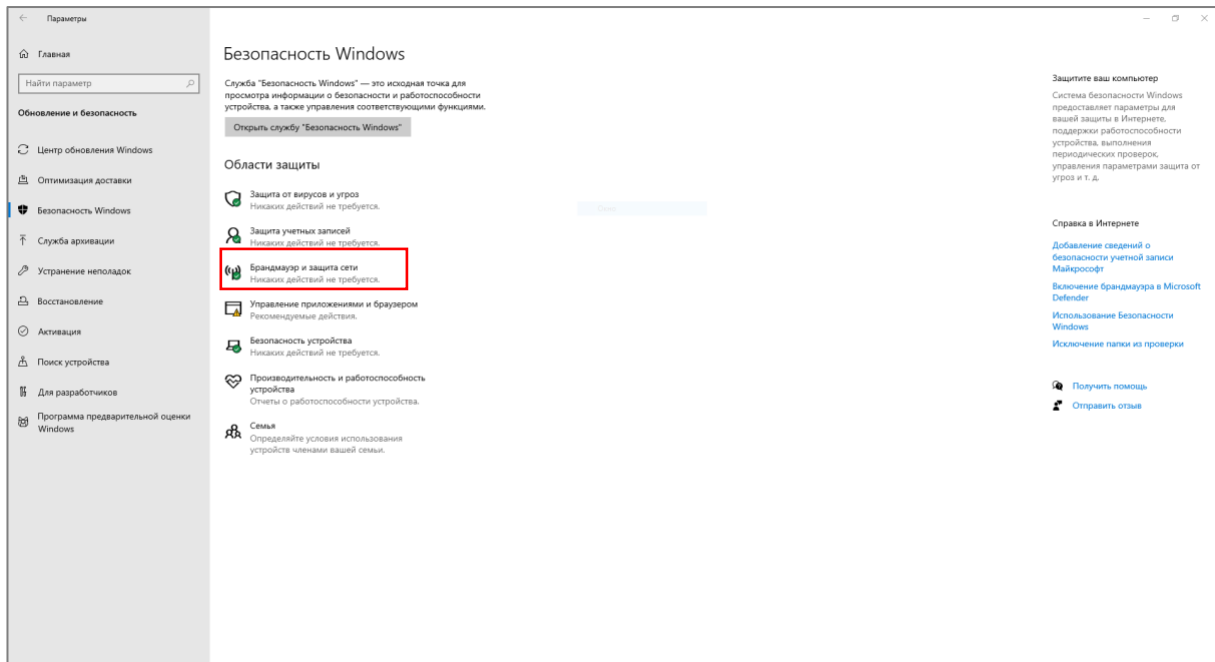 Параметры
Главная
Найти параметр
Обновление и безопасность
Центр обновления Windows
Оптимизация доставки
Безопасность Windows
Служба архивации
Устранение неполадок
Восстановление
Активация
Поиск устройства
Для разработчиков
Программа предварительной оценки
Windows
Безопасность Windows
Служба "Безопасность Windows" — это исходная точка для
просмотра информации о безопасности и работоспособности
устройства, а также управления соответствующими функциями.
Открыть службу "Безопасность Windows"
Области защиты
Защита от вирусов и угроз
Никаких действий не требуется.
Защита учетных записей
Никаких действий не требуется.
Брандмауэр и защита сети
Никаких действий не требуется.
Управление приложениями и браузером
Рекомендуемые действия.
Безопасность устройства
Никаких действий не требуется.
Производительность и работоспособность
устройства
Отчеты о работоспособности устройства.
Семья
Определяйте условия использования
устройств членами вашей семьи.
Защитите ваш компьютер
Система безопасности Windows
предоставляет параметры для
вашей защиты в Интернете,
поддержки работоспособности
устройства, выполнения
периодических проверок,
управления параметрами защита от
угроз и т. д.
Справка в Интернете
Добавление сведений о
безопасности учетной записи
Майкрософт
Включение брандмауэра в Microsoft
Defender
Использование Безопасности
Windows
Исключение папки из проверки
Получить помощь
Отправить отзыв